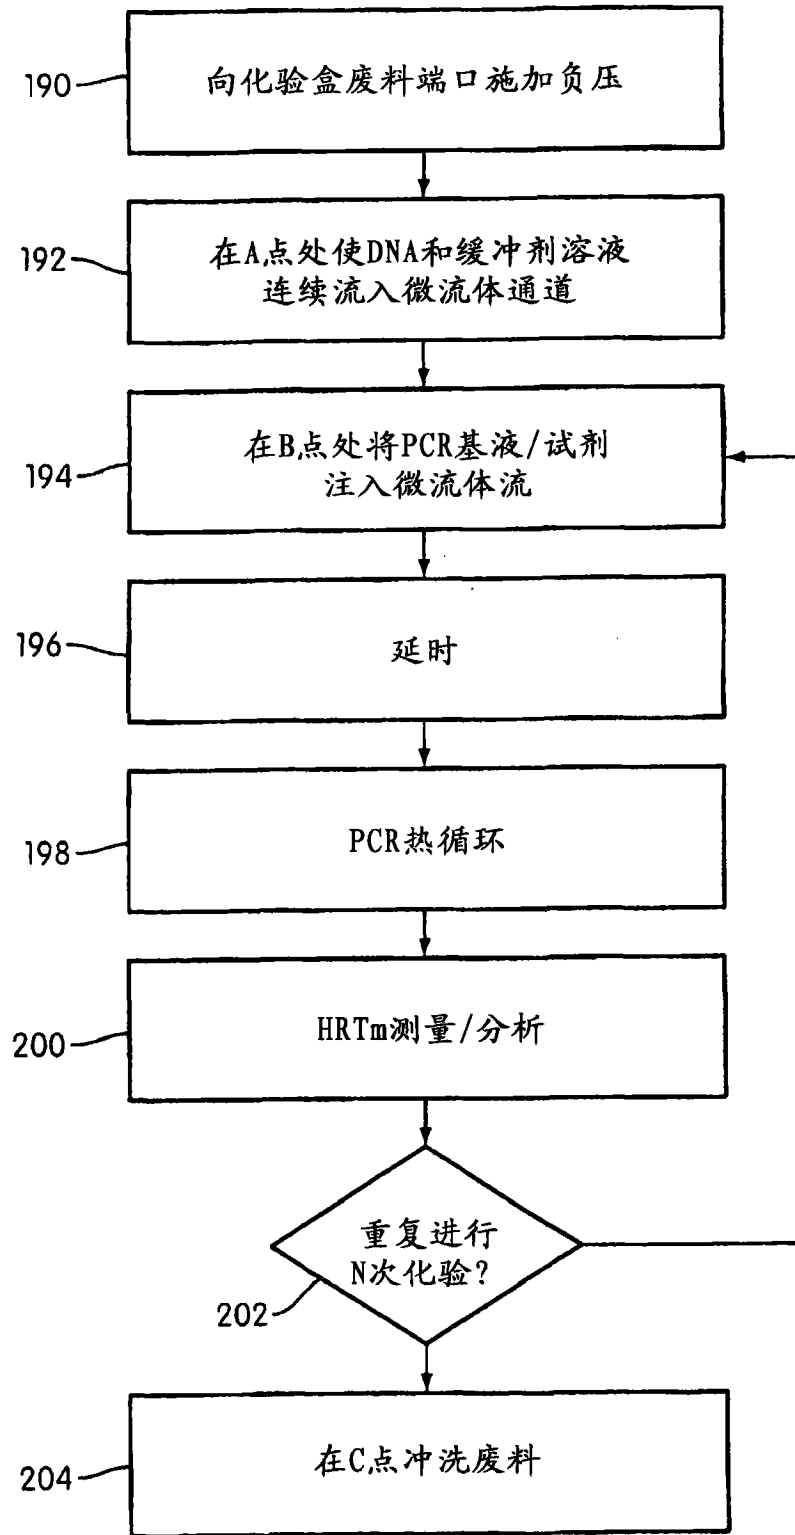 190
向化验盒废料端口施加负压
192
在A点处使DNA和缓冲剂溶液
连续流入微流体通道
194
在B点处将PCR基液/试剂
注入微流体流
196
延时
198
PCR热循环
200
HRTm测量/分析
重复进行
N次化验?
202
在C点冲洗废料
204